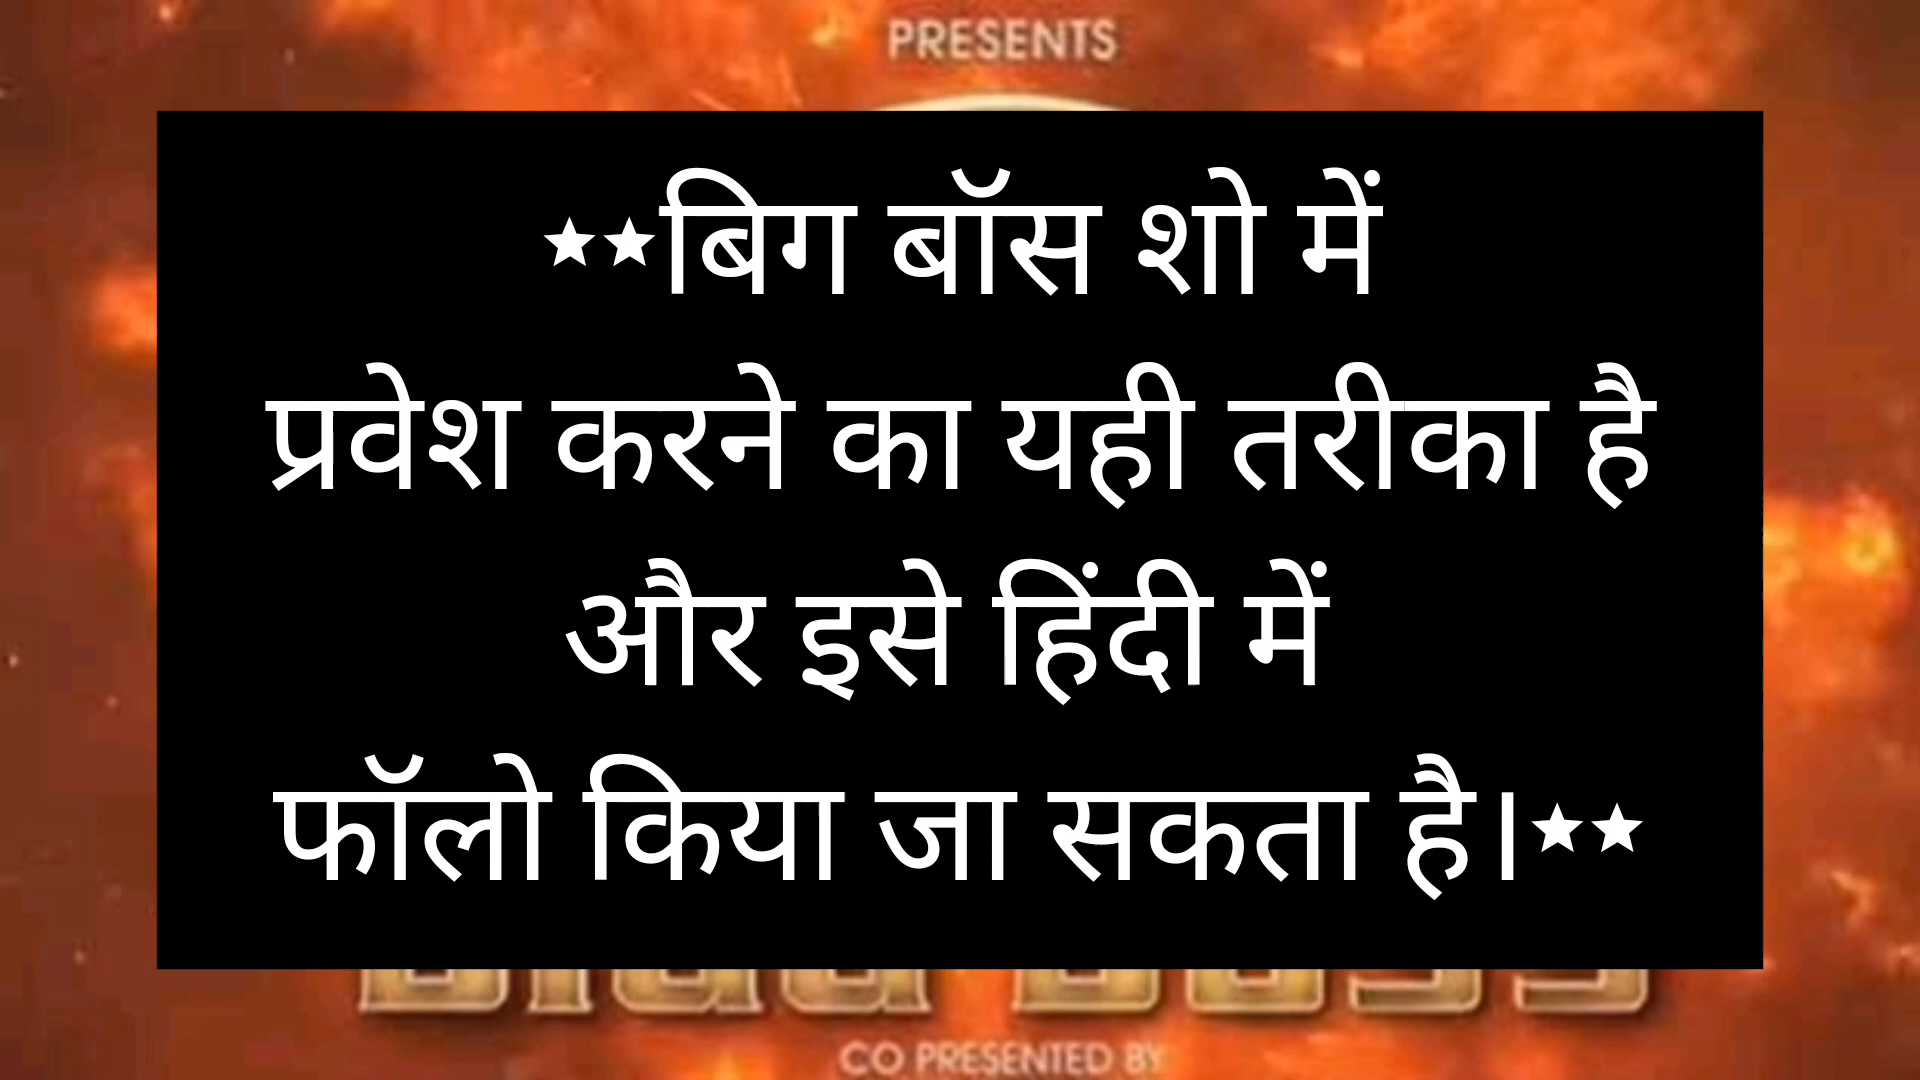 PRESENTS
★★बिग बॉस शो में
प्रवेश करने का यही तरीका है
और इसे हिंदी में
फॉलो किया जा सकता है।★★
CO PRESENTED BY